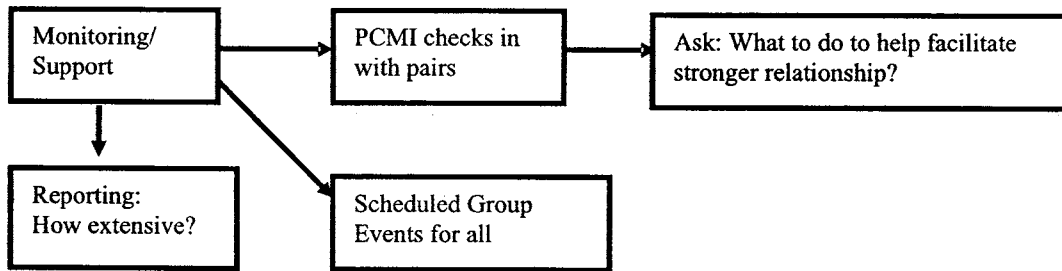 Monitoring/
Support
PCMI checks in
with pairs
Ask: What to do to help facilitate
stronger relationship?
Reporting:
How extensive?
Scheduled Group
Events for all